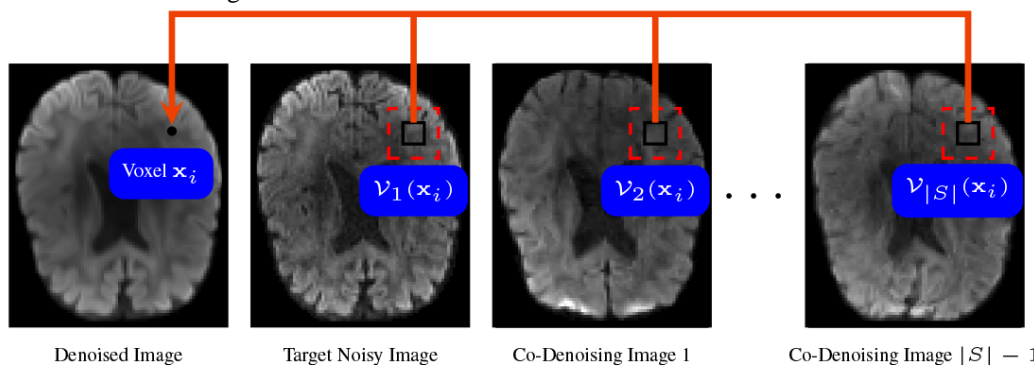 Voxel 𝐱ᵢ
𝒱₁(𝐱ᵢ)
𝒱₂(𝐱ᵢ)
. . .
𝒱_{|S|}(𝐱ᵢ)
Denoised Image
Target Noisy Image
Co-Denoising Image 1
Co-Denoising Image |S| − 1